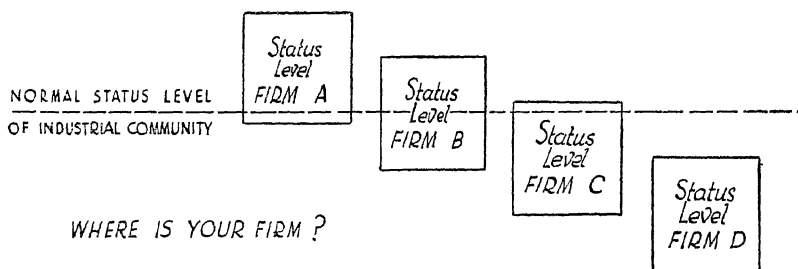 Status
Level
FIRM A
NORMAL STATUS LEVEL
OF INDUSTRIAL COMMUNITY
Status
Level
FIRM B
Status
Level
FIRM C
Status
Level
FIRM D
WHERE IS YOUR FIRM?